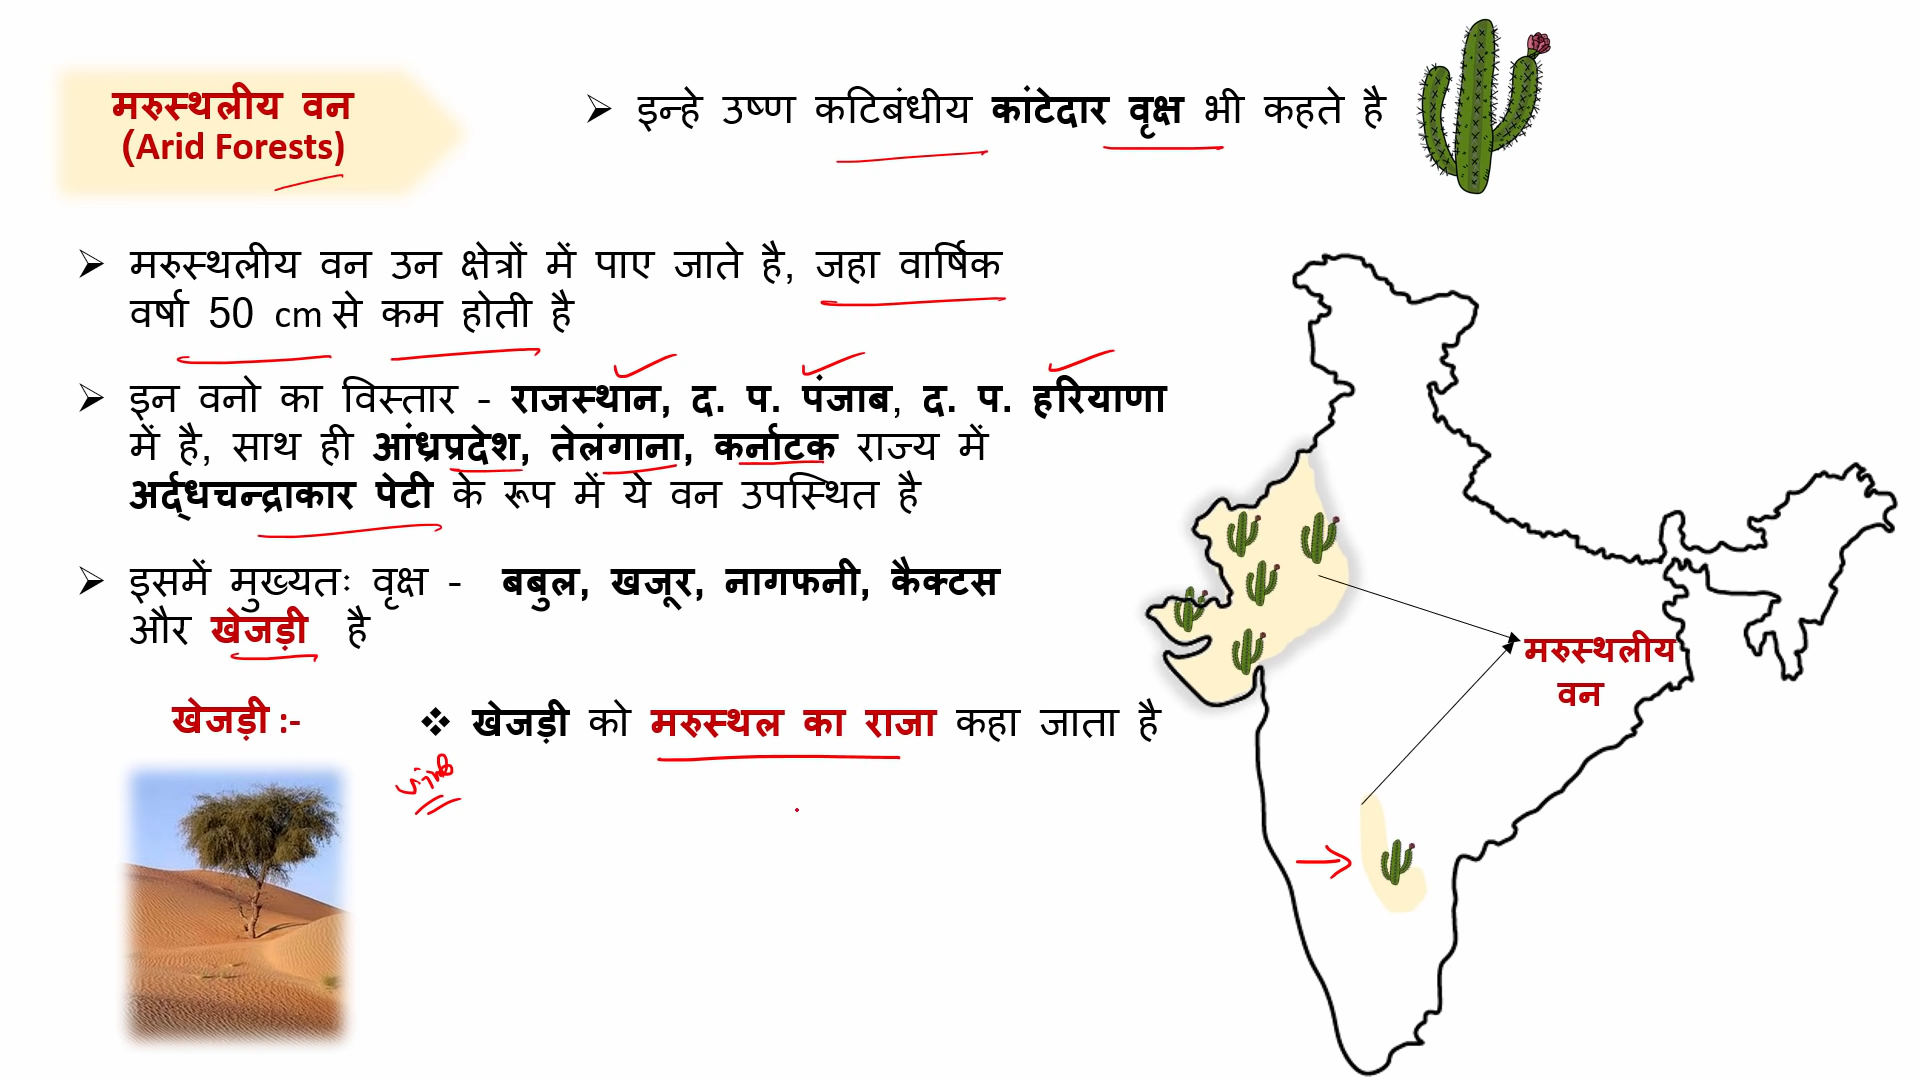 मरुस्थलीय वन
(Arid Forests)
➢ इन्हे उष्ण कटिबंधीय कांटेदार वृक्ष भी कहते है
➢ मरुस्थलीय वन उन क्षेत्रों में पाए जाते है, जहा वार्षिक
वर्षा 50 cm से कम होती है
➢ इन वनो का विस्तार - राजस्थान, द. प. पंजाब, द. प. हरियाणा
में है, साथ ही आंध्रप्रदेश, तेलंगाना, कर्नाटक राज्य में
अर्द्धचन्द्राकार पेटी के रूप में ये वन उपस्थित है
➢ इसमें मुख्यतः वृक्ष - बबुल, खजूर, नागफनी, कैक्टस
और खेजड़ी है
खेजड़ी :-
❖ खेजड़ी को मरुस्थल का राजा कहा जाता है
मरुस्थलीय
वन